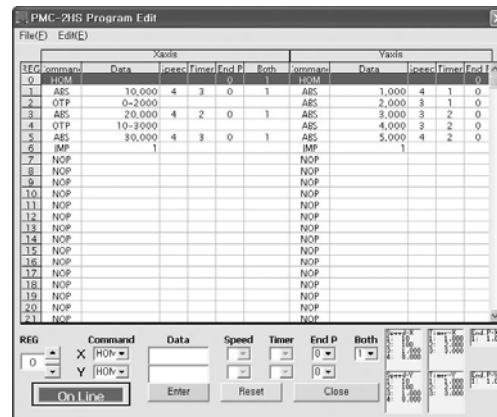 PMC-2HS Program Edit
File(F) Edit(E)
Xaxis Yaxis
REG Data Timer End P Both Data Timer End
0 HOM 0 1 HOM 0
1 ABS 10,000 4 3 0 1 ABS 1,000 4 1 0
2 OTP 0-2000 ABS 2,000 3 1 0
3 ABS 20,000 4 2 0 1 ABS 3,000 3 2 0
4 OTP 10-3000 ABS 4,000 3 2 0
5 ABS 30,000 4 3 0 1 ABS 5,000 4 2 0
6 IMP 1 IMP 1
7 NOP NOP
8 NOP NOP
9 NOP NOP
10 NOP NOP
11 NOP NOP
12 NOP NOP
13 NOP NOP
14 NOP NOP
15 NOP NOP
16 NOP NOP
17 NOP NOP
18 NOP NOP
19 NOP NOP
20 NOP NOP
21 NOP NOP
REG Command Data Speed Timer End P Both
0 X HOM 0 1
Y HOM 0
On Line Enter Reset Close